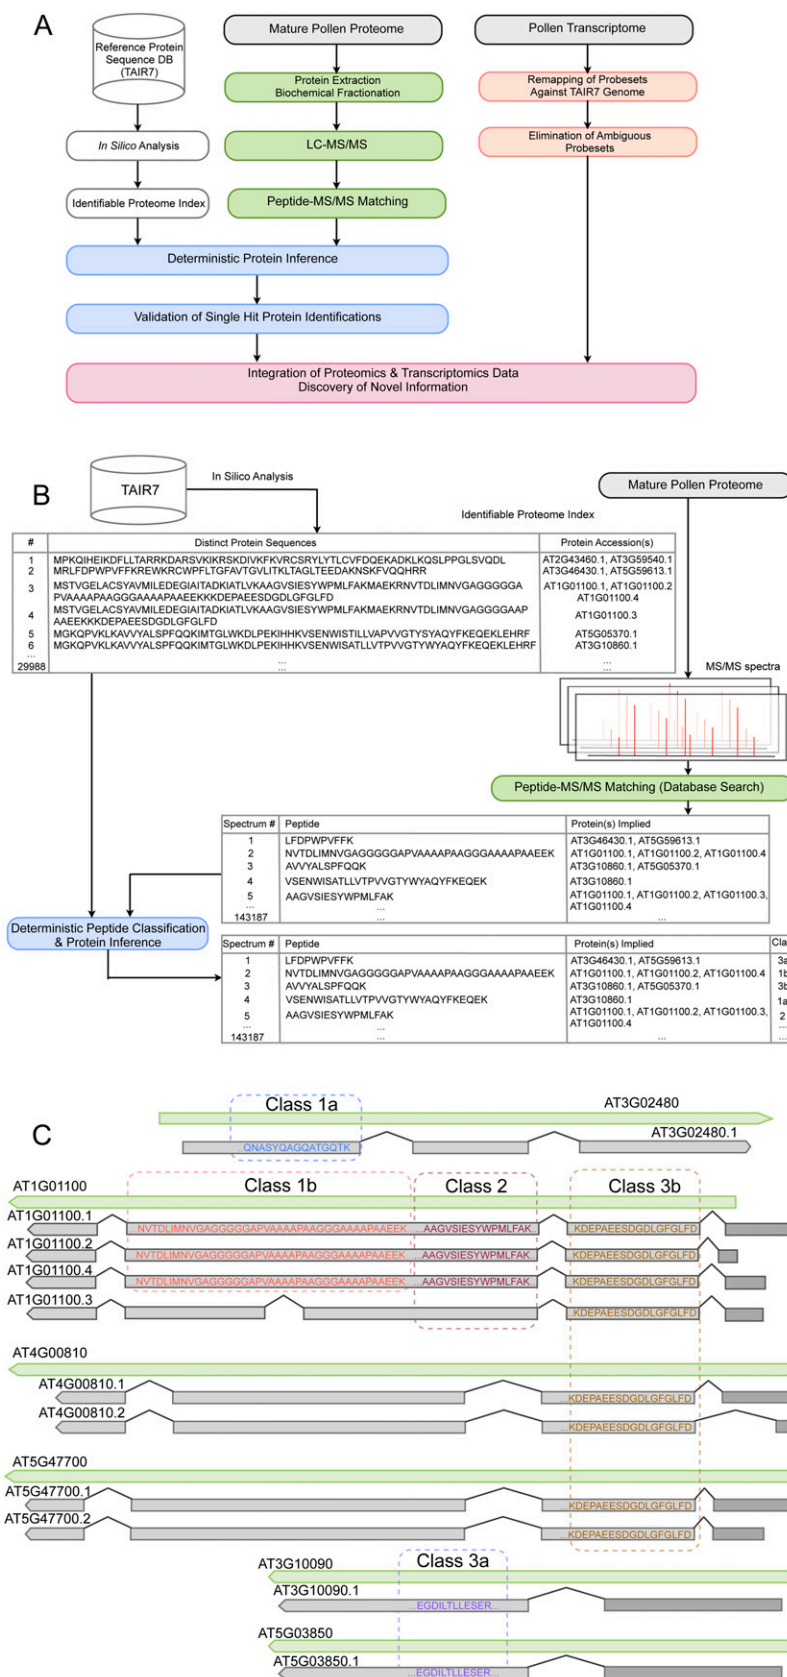 A
Reference Protein
Sequence DB
(TAIR7)
Mature Pollen Proteome
Pollen Transcriptome
Protein Extraction
Biochemical Fractionation
Remapping of Probesets
Against TAIR7 Genome
In Silico Analysis
LC-MS/MS
Elimination of Ambiguous
Probesets
Identifiable Proteome Index
Peptide-MS/MS Matching
Deterministic Protein Inference
Validation of Single Hit Protein Identifications
Integration of Proteomics & Transcriptomics Data
Discovery of Novel Information
B
TAIR7
In Silico Analysis
Mature Pollen Proteome
Identifiable Proteome Index
# Distinct Protein Sequences Protein Accession(s)
1 MPKQIHEIKDFLLTARRKDARSVKIKRSKDIVKFKVRCSRYLYTLCVFDQEKADKLKQSLPPGLSVQDL AT2G43460.1, AT3G59540.1
2 MRLFDPWPVFFKREWKRCWPFLTGFAVTGVLITKLTAGLTEEDAKNSKFVQQHRR AT3G46430.1, AT5G59613.1
3 MSTVGELACSYAVMILEDEGIAITADKIATLVKAAGVSIESYWPMLFAKMAEKRNVTDLIMNVGAGGGGGA AT1G01100.1, AT1G01100.2
PVAAAAPAAGGGAAAAPAAEEKKKDEPAEESDGDLGFGLFD AT1G01100.4
4 MSTVGELACSYAVMILEDEGIAITADKIATLVKAAGVSIESYWPMLFAKMAEKRNVTDLIMNVGAGGGGAAP AT1G01100.3
AAEEKKKDEPAEESDGDLGFGLFD
5 MGKQPVKLKAVVYALSPFQQKIMTGLWKDLPEKIHHKVSENWISTILLVAPVVGTYSYAQYFKEQEKLEHRF AT5G05370.1
6 MGKQPVKLKAVVYALSPFQQKIMTGLWKDLPEKIHHKVSENWISATLLVTPVVGTYWYAQYFKEQEKLEHRF AT3G10860.1
... ... ...
29988 ... ...
MS/MS spectra
Peptide-MS/MS Matching (Database Search)
Spectrum # Peptide Protein(s) Implied
1 LFDPWPVFFK AT3G46430.1, AT5G59613.1
2 NVTDLIMNVGAGGGGGAPVAAAAPAAGGGAAAAPAAEEK AT1G01100.1, AT1G01100.2, AT1G01100.4
3 AVVYALSPFQQK AT3G10860.1, AT5G05370.1
4 VSENWISATLLVTPVVGTYWYAQYFKEQEK AT3G10860.1
5 AAGVSIESYWPMLFAK AT1G01100.1, AT1G01100.2, AT1G01100.3,
AT1G01100.4
...
143187 ... ...
Deterministic Peptide Classification
& Protein Inference
Spectrum # Peptide Protein(s) Implied Cla
1 LFDPWPVFFK AT3G46430.1, AT5G59613.1 3a
2 NVTDLIMNVGAGGGGGAPVAAAAPAAGGGAAAAPAAEEK AT1G01100.1, AT1G01100.2, AT1G01100.4 1b
3 AVVYALSPFQQK AT3G10860.1, AT5G05370.1 3b
4 VSENWISATLLVTPVVGTYWYAQYFKEQEK AT3G10860.1 1a
5 AAGVSIESYWPMLFAK AT1G01100.1, AT1G01100.2, AT1G01100.3, 2
AT1G01100.4
...
143187 ... ... ...
C
Class 1a
AT3G02480
..QNASYQAGQATGQTK
AT3G02480.1
AT1G01100
Class 1b
Class 2
Class 3b
AT1G01100.1
NVTDLIMNVGAGGGGGAPVAAAAPAAGGGAAAAPAAEEK ... AAGVSIESYWPMLFAK. KDEPAEESDGDLGFGLFD
AT1G01100.2
NVTDLIMNVGAGGGGGAPVAAAAPAAGGGAAAAPAAEEK ... AAGVSIESYWPMLFAK. KDEPAEESDGDLGFGLFD
AT1G01100.4
NVTDLIMNVGAGGGGGAPVAAAAPAAGGGAAAAPAAEEK ... AAGVSIESYWPMLFAK. KDEPAEESDGDLGFGLFD
AT1G01100.3
KDEPAEESDGDLGFGLFD
AT4G00810
AT4G00810.1
...KDEPAEESDGDLGFGLFD
AT4G00810.2
...KDEPAEESDGDLGFGLFD
AT5G47700
AT5G47700.1
...KDEPAEESDGDLGFGLFD
AT5G47700.2
...KDEPAEESDGDLGFGLFD
AT3G10090
Class 3a
AT3G10090.1
...EGDILTLLESER...
AT5G03850
AT5G03850.1
...EGDILTLLESER...